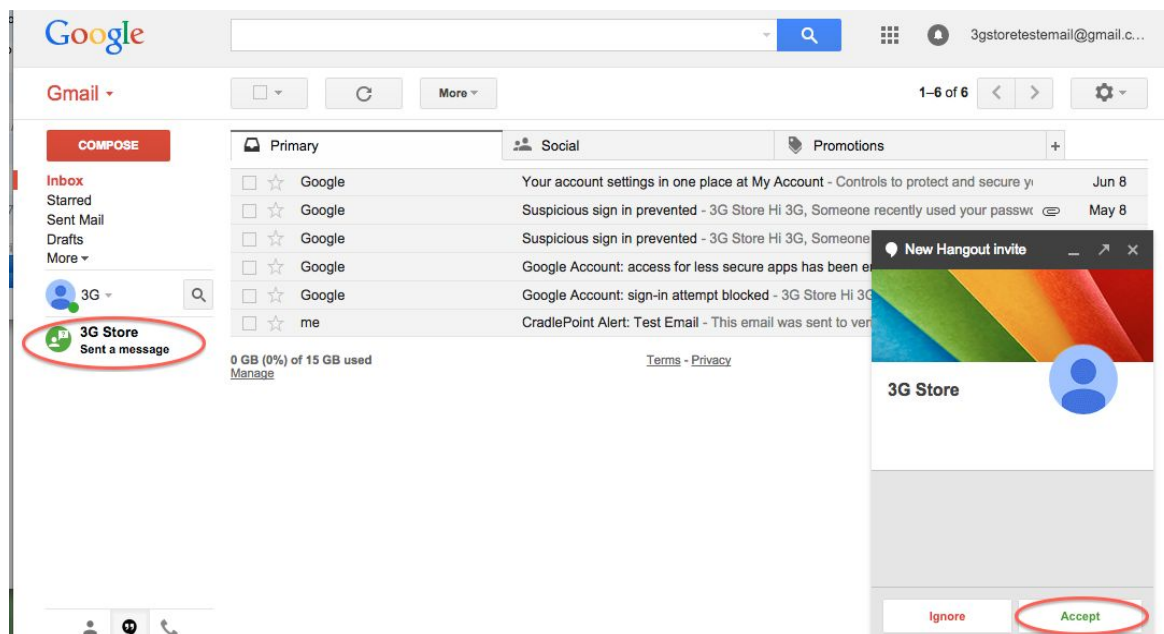 Google
3gstoretestemail@gmail.c...
Gmail
More
1–6 of 6
COMPOSE
Primary
Social
Promotions
+
Inbox
Starred
Sent Mail
Drafts
More
Google Your account settings in one place at My Account - Controls to protect and secure Jun 8
Google Suspicious sign in prevented - 3G Store Hi 3G, Someone recently used your May 8
Google Suspicious sign in prevented - 3G Store Hi 3G, Someone
Google Google Account: access for less secure apps has been
Google Google Account: sign-in attempt blocked - 3G Store Hi
me CradlePoint Alert: Test Email - This email was sent to
3G
3G Store
Sent a message
0 GB (0%) of 15 GB used
Manage
Terms - Privacy
New Hangout invite
3G Store
Ignore
Accept